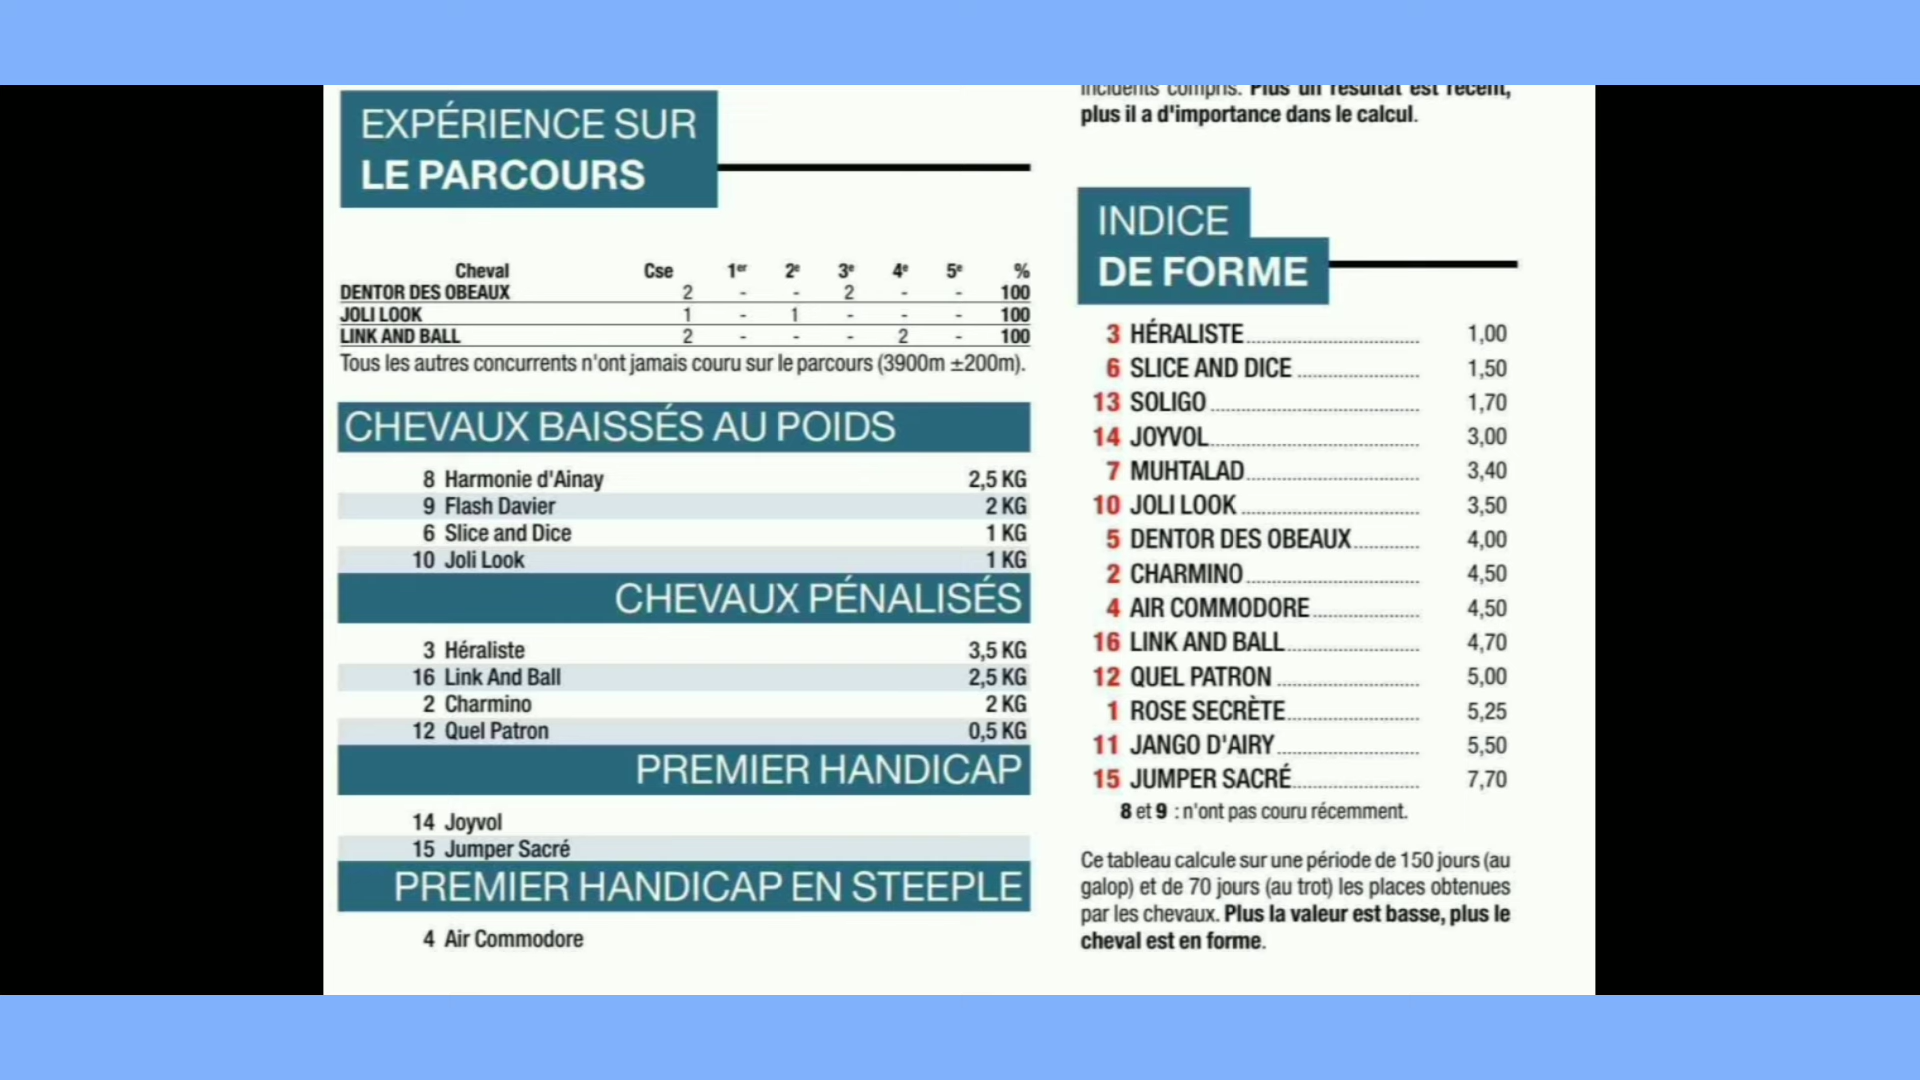 EXPÉRIENCE SUR
LE PARCOURS
Cheval Cse 1er 2e 3e 4e 5e %
DENTOR DES OBEAUX 2 - - 2 - - 100
JOLI LOOK 1 - 1 - - - 100
LINK AND BALL 2 - - - 2 - 100
Tous les autres concurrents n'ont jamais couru sur le parcours (3900m ±200m).
CHEVAUX BAISSÉS AU POIDS
8 Harmonie d'Ainay 2,5 KG
9 Flash Davier 2 KG
6 Slice and Dice 1 KG
10 Joli Look 1 KG
CHEVAUX PÉNALISÉS
3 Héraliste 3,5 KG
16 Link And Ball 2,5 KG
2 Charmino 2 KG
12 Quel Patron 0,5 KG
PREMIER HANDICAP
14 Joyvol
15 Jumper Sacré
PREMIER HANDICAP EN STEEPLE
4 Air Commodore
incidents compris. Plus un résultat est récent,
plus il a d'importance dans le calcul.
INDICE
DE FORME
3 HÉRALISTE 1,00
6 SLICE AND DICE 1,50
13 SOLIGO 1,70
14 JOYVOL 3,00
7 MUHTALAD 3,40
10 JOLI LOOK 3,50
5 DENTOR DES OBEAUX 4,00
2 CHARMINO 4,50
4 AIR COMMODORE 4,50
16 LINK AND BALL 4,70
12 QUEL PATRON 5,00
1 ROSE SECRÈTE 5,25
11 JANGO D'AIRY 5,50
15 JUMPER SACRÉ 7,70
8 et 9 : n'ont pas couru récemment.
Ce tableau calcule sur une période de 150 jours (au
galop) et de 70 jours (au trot) les places obtenues
par les chevaux. Plus la valeur est basse, plus le
cheval est en forme.